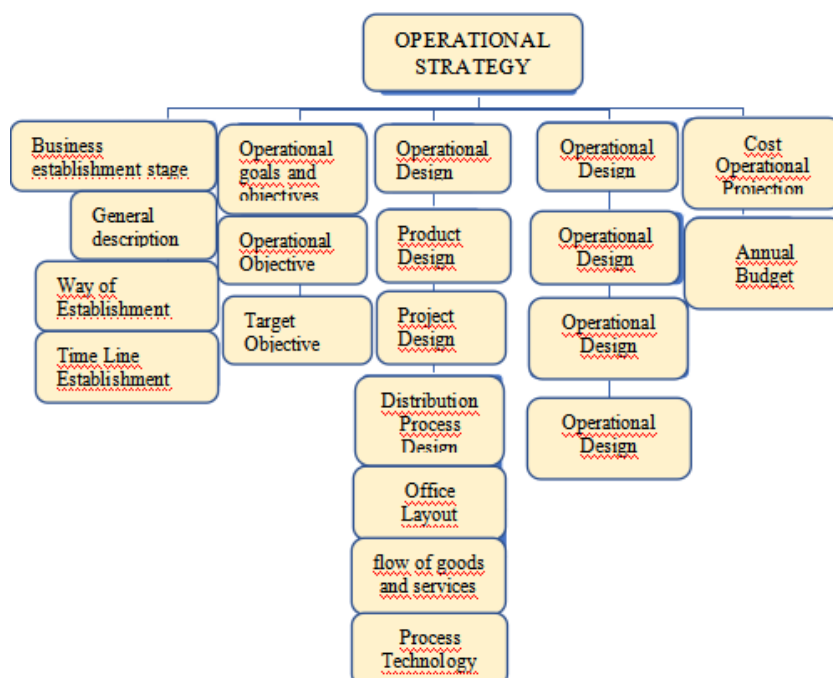 OPERATIONAL
STRATEGY
Business
establishment stage
General
description
Way of
Establishment
Time Line
Establishment
Operational
goals and
objectives
Operational
Objective
Target
Objective
Operational
Design
Product
Design
Project
Design
Distribution
Process
Design
Office
Layout
flow of goods
and services
Process
Technology
Operational
Design
Operational
Design
Operational
Design
Operational
Design
Cost
Operational
Projection
Annual
Budget